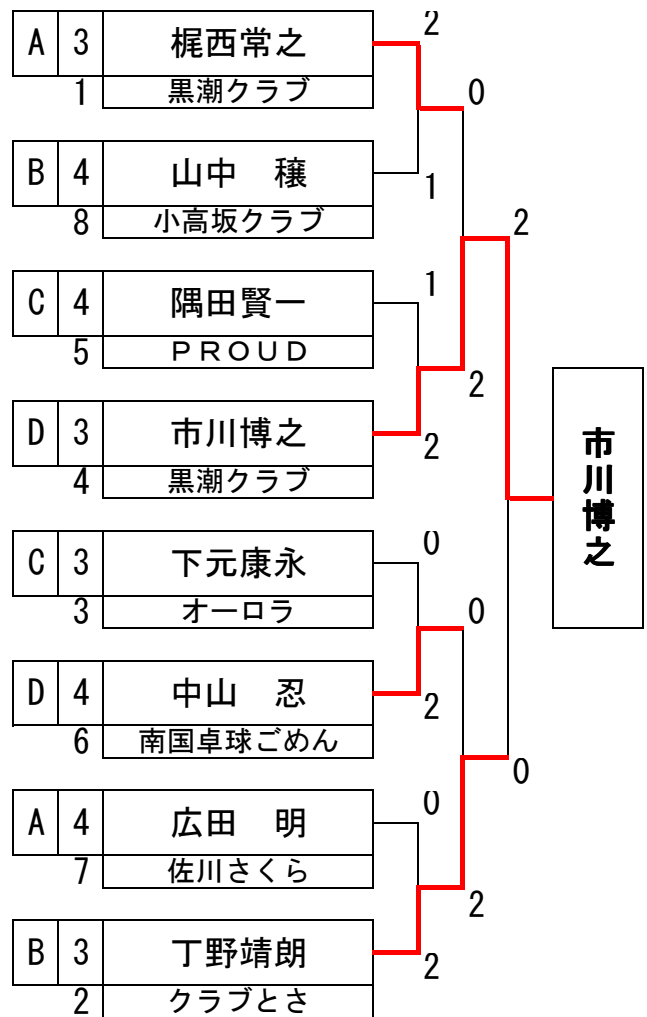 A 3 梶西常之 2
1 黒潮クラブ 0
B 4 山中 穣 1
8 小高坂クラブ 2
C 4 隅田賢一 1
5 PROUD 2
D 3 市川博之 2
4 黒潮クラブ
市川博之
C 3 下元康永 0
3 オーロラ 0
D 4 中山 忍 2
6 南国卓球ごめん 0
A 4 広田 明 0
7 佐川さくら 2
B 3 丁野靖朗 2
2 クラブとさ